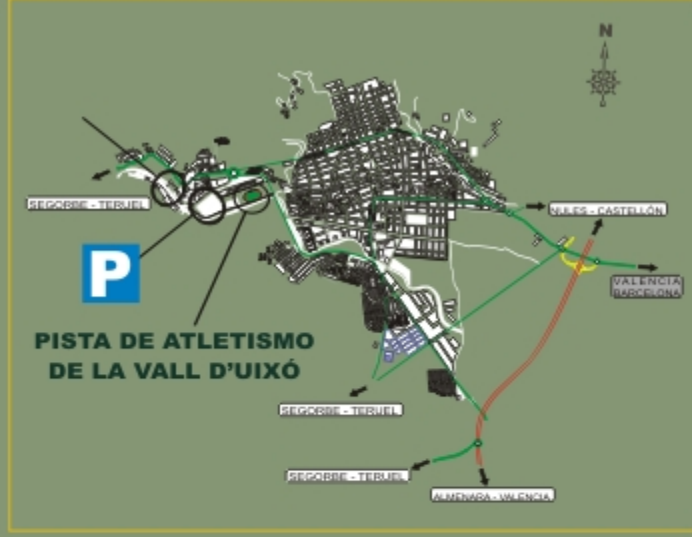 N
SEGORBE - TERUEL
NULES - CASTELLÓN
P
VALENCIA
BARCELONA
PISTA DE ATLETISMO
DE LA VALL D'UIXÓ
SEGORBE - TERUEL
SEGORBE - TERUEL
ALMENARA - VALENCIA